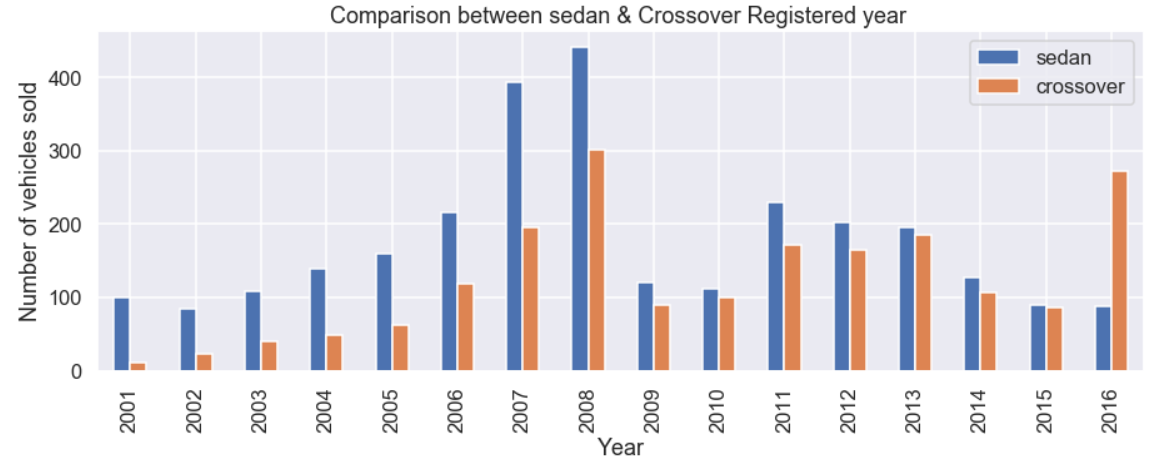 Comparison between sedan & Crossover Registered year
sedan
crossover
Number of vehicles sold
400
300
200
100
0
2001 2002 2003 2004 2005 2006 2007 2008 2009 2010 2011 2012 2013 2014 2015 2016
Year